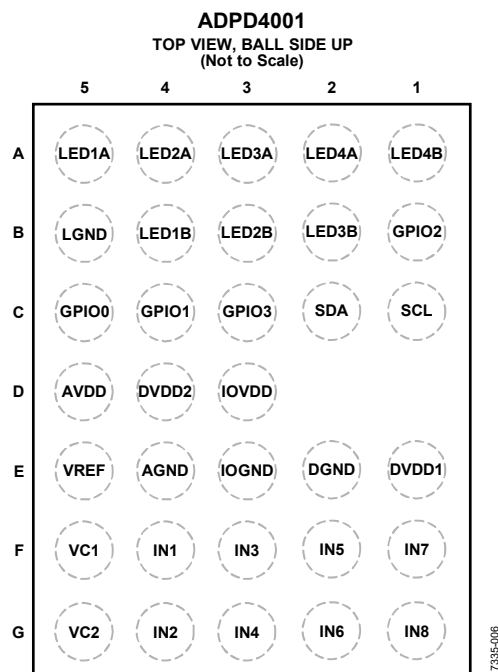 ADPD4001
TOP VIEW, BALL SIDE UP
(Not to Scale)
5 4 3 2 1
A LED1A LED2A LED3A LED4A LED4B
B LGND LED1B LED2B LED3B GPIO2
C GPIO0 GPIO1 GPIO3 SDA SCL
D AVDD DVDD2 IOVDD
E VREF AGND IOGND DGND DVDD1
F VC1 IN1 IN3 IN5 IN7
G VC2 IN2 IN4 IN6 IN8
7335-006